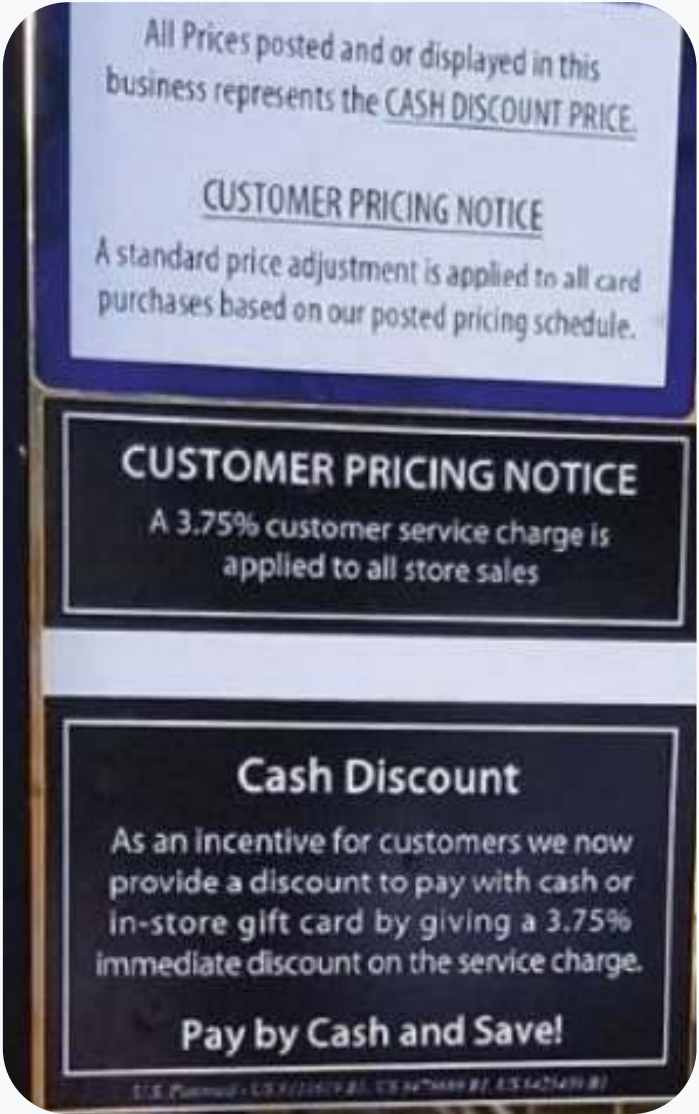 All Prices posted and or displayed in this
business represents the CASH DISCOUNT PRICE.
CUSTOMER PRICING NOTICE
A standard price adjustment is applied to all card
purchases based on our posted pricing schedule.
CUSTOMER PRICING NOTICE
A 3.75% customer service charge is
applied to all store sales
Cash Discount
As an incentive for customers we now
provide a discount to pay with cash or
in-store gift card by giving a 3.75%
immediate discount on the service charge.
Pay by Cash and Save!